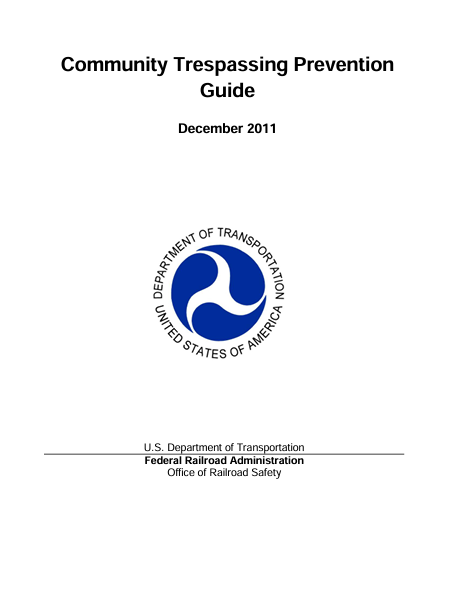 Community Trespassing Prevention
Guide
December 2011
DEPARTMENT OF TRANSPORTATION
UNITED STATES OF AMERICA
U.S. Department of Transportation
Federal Railroad Administration
Office of Railroad Safety